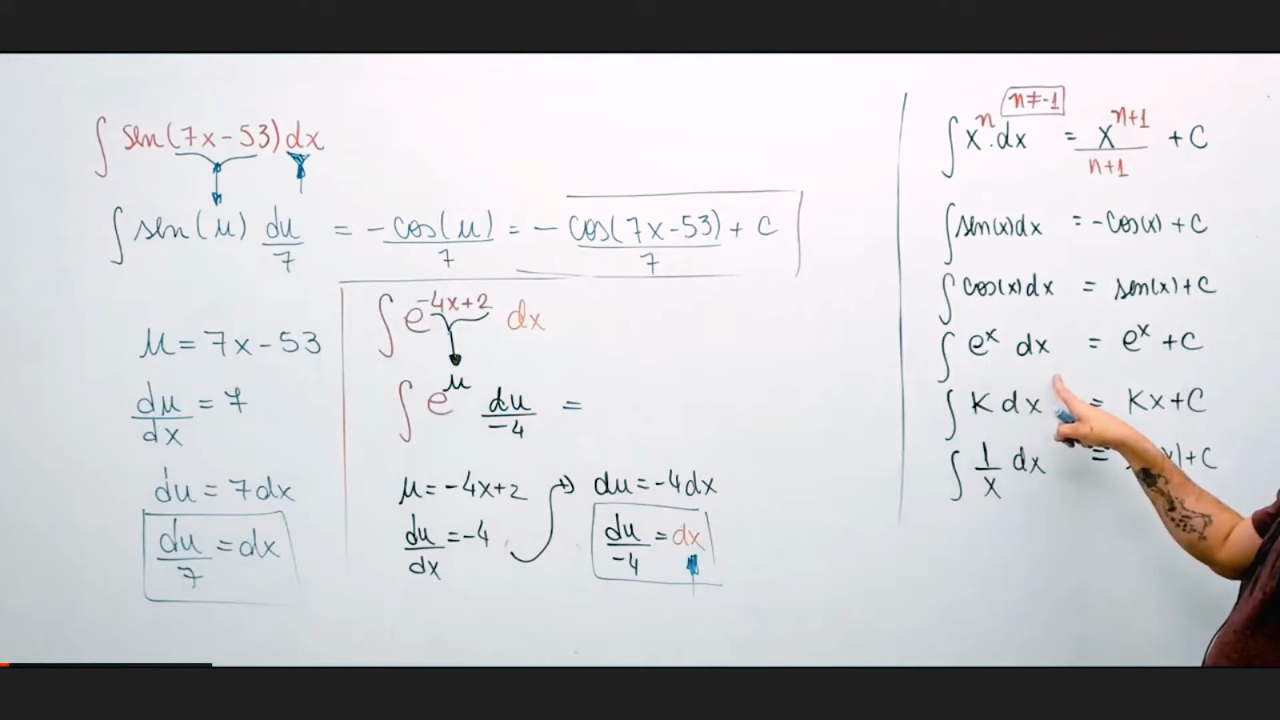 ∫ sen(7x-53)dx
∫ sen(u) du/7 = -cos(u)/7 = -cos(7x-53)/7 + C
u = 7x-53
du/dx = 7
du = 7dx
du/7 = dx
∫ e^(-4x+2) dx
∫ e^u du/-4 =
u = -4x+2
du/dx = -4
du = -4dx
du/-4 = dx
n≠-1
∫ x^n . dx = x^(n+1)/(n+1) + C
∫ sen(x)dx = -cos(x) + C
∫ cos(x)dx = sen(x) + C
∫ e^x dx = e^x + C
∫ K dx = Kx + C
∫ 1/x dx = |+C